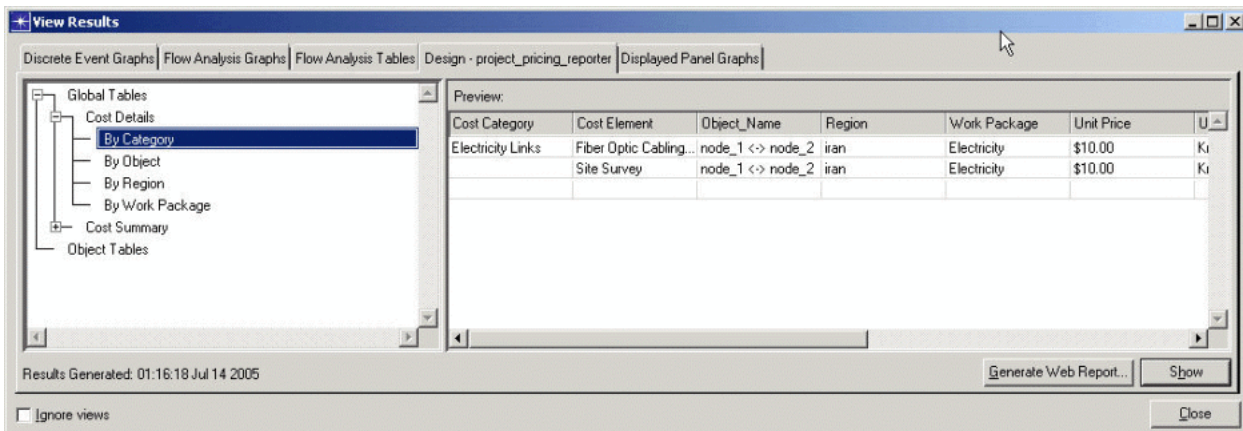 View Results
Discrete Event Graphs Flow Analysis Graphs Flow Analysis Tables Design - project_pricing_reporter Displayed Panel Graphs
Global Tables
Cost Details
By Category
By Object
By Region
By Work Package
Cost Summary
Object Tables
Preview:
Cost Category Cost Element Object_Name Region Work Package Unit Price U
Electricity Links Fiber Optic Cabling... node_1 <-> node_2 iran Electricity $10.00
Site Survey node_1 <-> node_2 iran Electricity $10.00
Results Generated: 01:16:18 Jul 14 2005
Generate Web Report... Show
Ignore views
Close